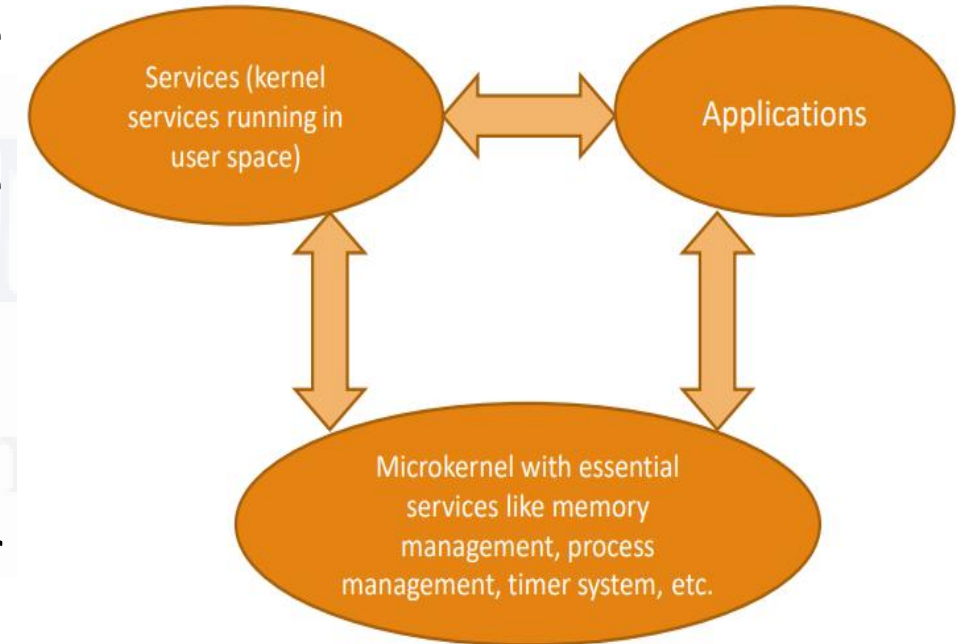 Services (kernel
services running in
user space)
Applications
Microkernel with essential
services like memory
management, process
management, timer system, etc.